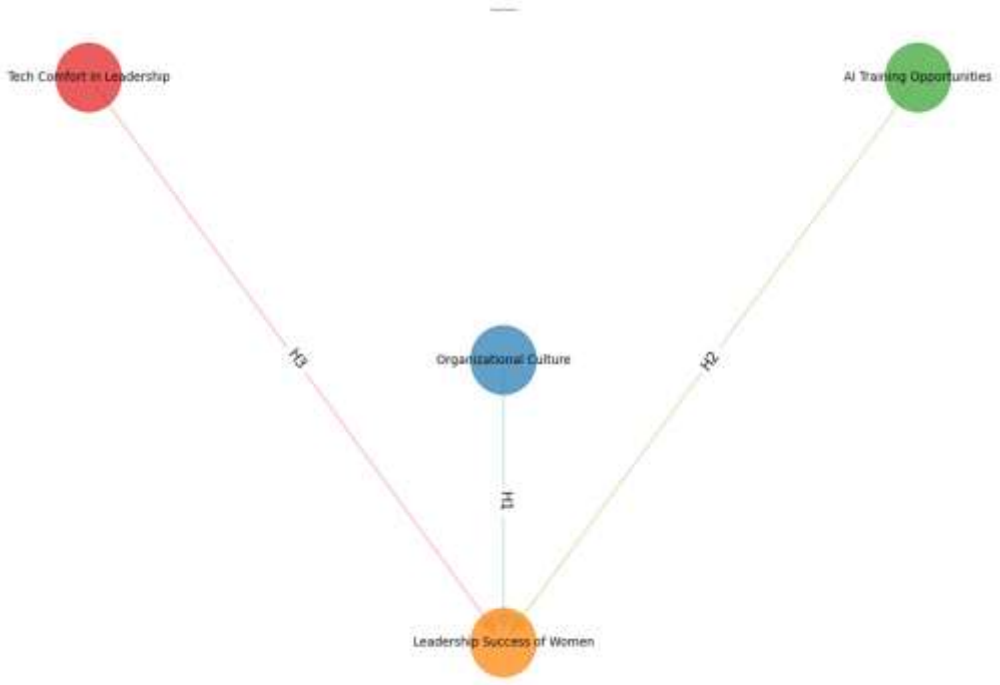 Tech Comfort in Leadership
AI Training Opportunities
H3
Organizational Culture
H2
H1
Leadership Success of Women